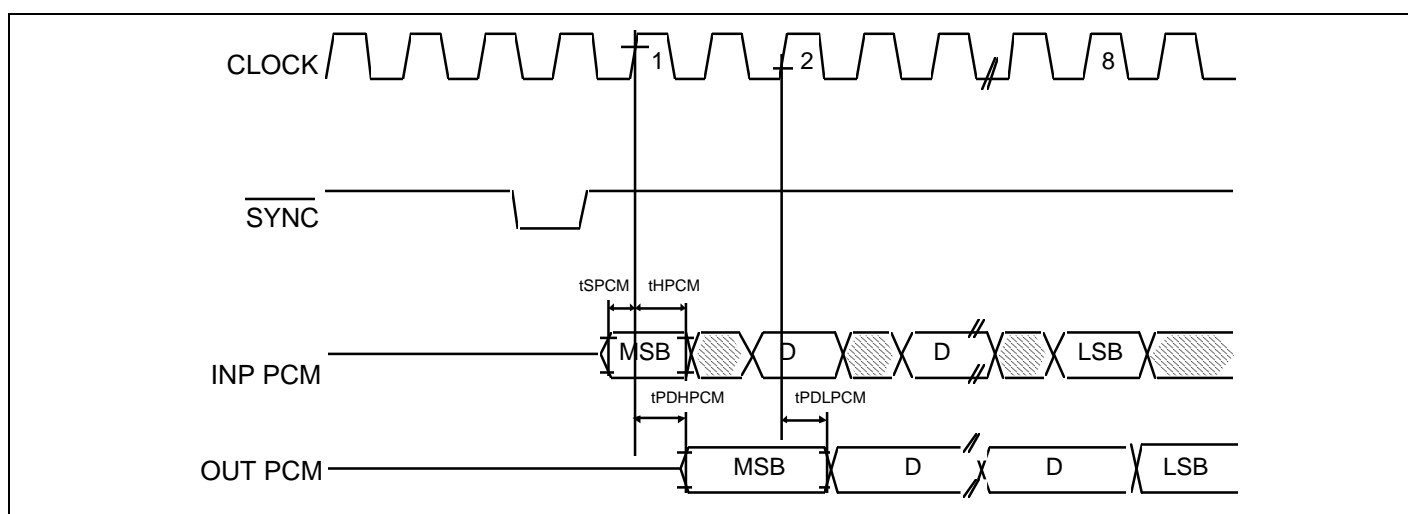 CLOCK 1 2 8
SYNC
tSPCM tHPCM
INP PCM MSB D D LSB
tPDHPCM tPDLPCM
OUT PCM MSB D D LSB